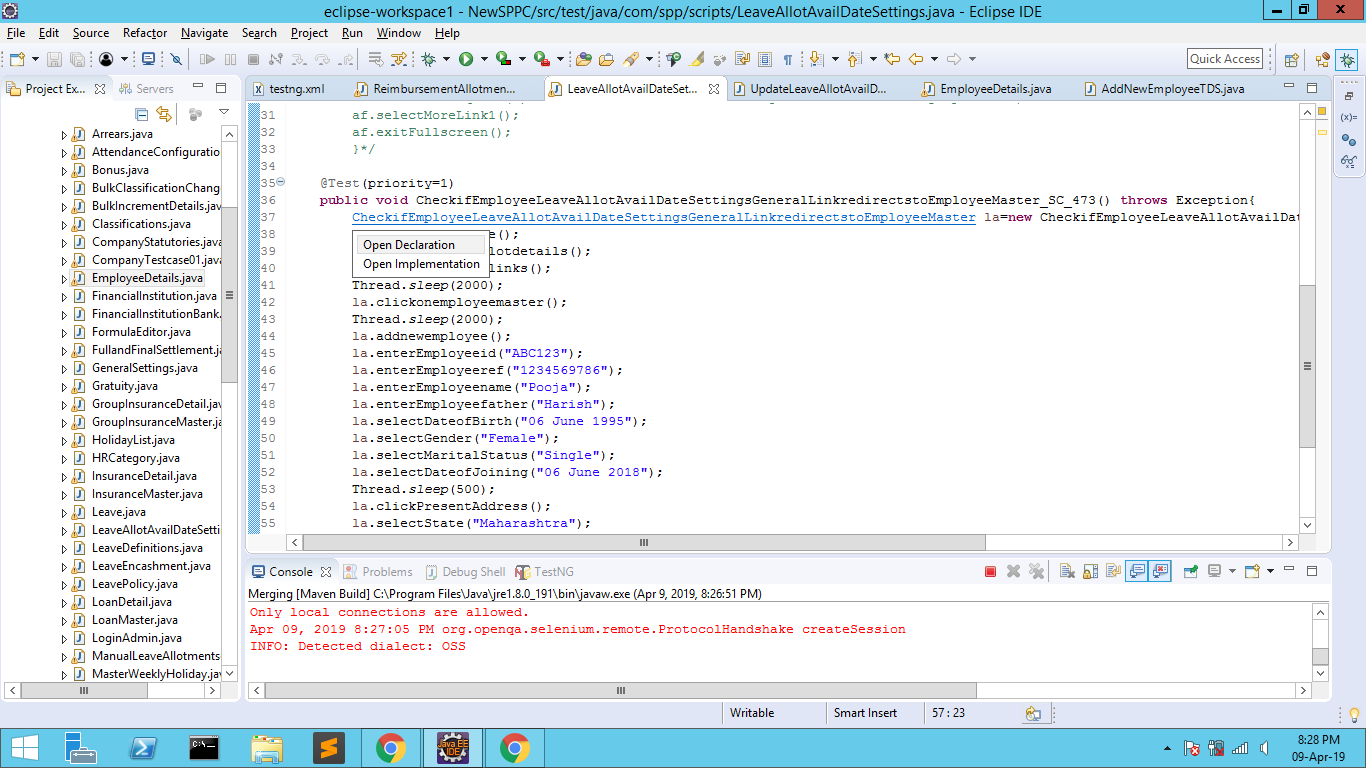 eclipse-workspace1 - NewSPPC/src/test/java/com/spp/scripts/LeaveAllotAvailDateSettings.java - Eclipse IDE
File Edit Source Refactor Navigate Search Project Run Window Help
Quick Access
Project Ex... Servers
testng.xml ReimbursementAllotmen... LeaveAllotAvailDateSet... UpdateLeaveAllotAvailD... EmployeeDetails.java AddNewEmployeeTDS.java
Arrears.java
AttendanceConfiguratio
Bonus.java
BulkClassificationChang
BulkIncrementDetails.jav
Classifications.java
CompanyStatutories.java
CompanyTestcase01.java
EmployeeDetails.java
FinancialInstitution.java
FinancialInstitutionBank.
FormulaEditor.java
FullandFinalSettlement.ja
GeneralSettings.java
Gratuity.java
GroupInsuranceDetail.jav
GroupInsuranceMaster.ja
HolidayList.java
HRCategory.java
InsuranceDetail.java
InsuranceMaster.java
Leave.java
LeaveAllotAvailDateSetti
LeaveDefinitions.java
LeaveEncashment.java
LeavePolicy.java
LoanDetail.java
LoanMaster.java
LoginAdmin.java
ManualLeaveAllotments
MasterWeeklyHoliday.jav
31 af.selectMoreLink1();
32 af.exitFullscreen();
33 }*/
34
35 @Test(priority=1)
36 public void CheckifEmployeeLeaveAllotAvailDateSettingsGeneralLinkredirectstoEmployeeMaster_SC_473() throws Exception{
37 CheckifEmployeeLeaveAllotAvailDateSettingsGeneralLinkredirectstoEmployeeMaster la=new CheckifEmployeeLeaveAllotAvailDat
38 e();
Open Declaration
39 lotdetails();
40 links();
Open Implementation
41 Thread.sleep(2000);
42 la.clickonemployeemaster();
43 Thread.sleep(2000);
44 la.addnewemployee();
45 la.enterEmployeeid("ABC123");
46 la.enterEmployeeref("1234569786");
47 la.enterEmployeename("Pooja");
48 la.enterEmployeefather("Harish");
49 la.selectDateofBirth("06 June 1995");
50 la.selectGender("Female");
51 la.selectMaritalStatus("Single");
52 la.selectDateofJoining("06 June 2018");
53 Thread.sleep(500);
54 la.clickPresentAddress();
55 la.selectState("Maharashtra");
Console Problems Debug Shell TestNG
Merging [Maven Build] C:\Program Files\Java\jre1.8.0_191\bin\javaw.exe (Apr 9, 2019, 8:26:51 PM)
Only local connections are allowed.
Apr 09, 2019 8:27:05 PM org.openqa.selenium.remote.ProtocolHandshake createSession
INFO: Detected dialect: OSS
Writable Smart Insert 57 : 23
Java EE
IDE
8:28 PM
09-Apr-19